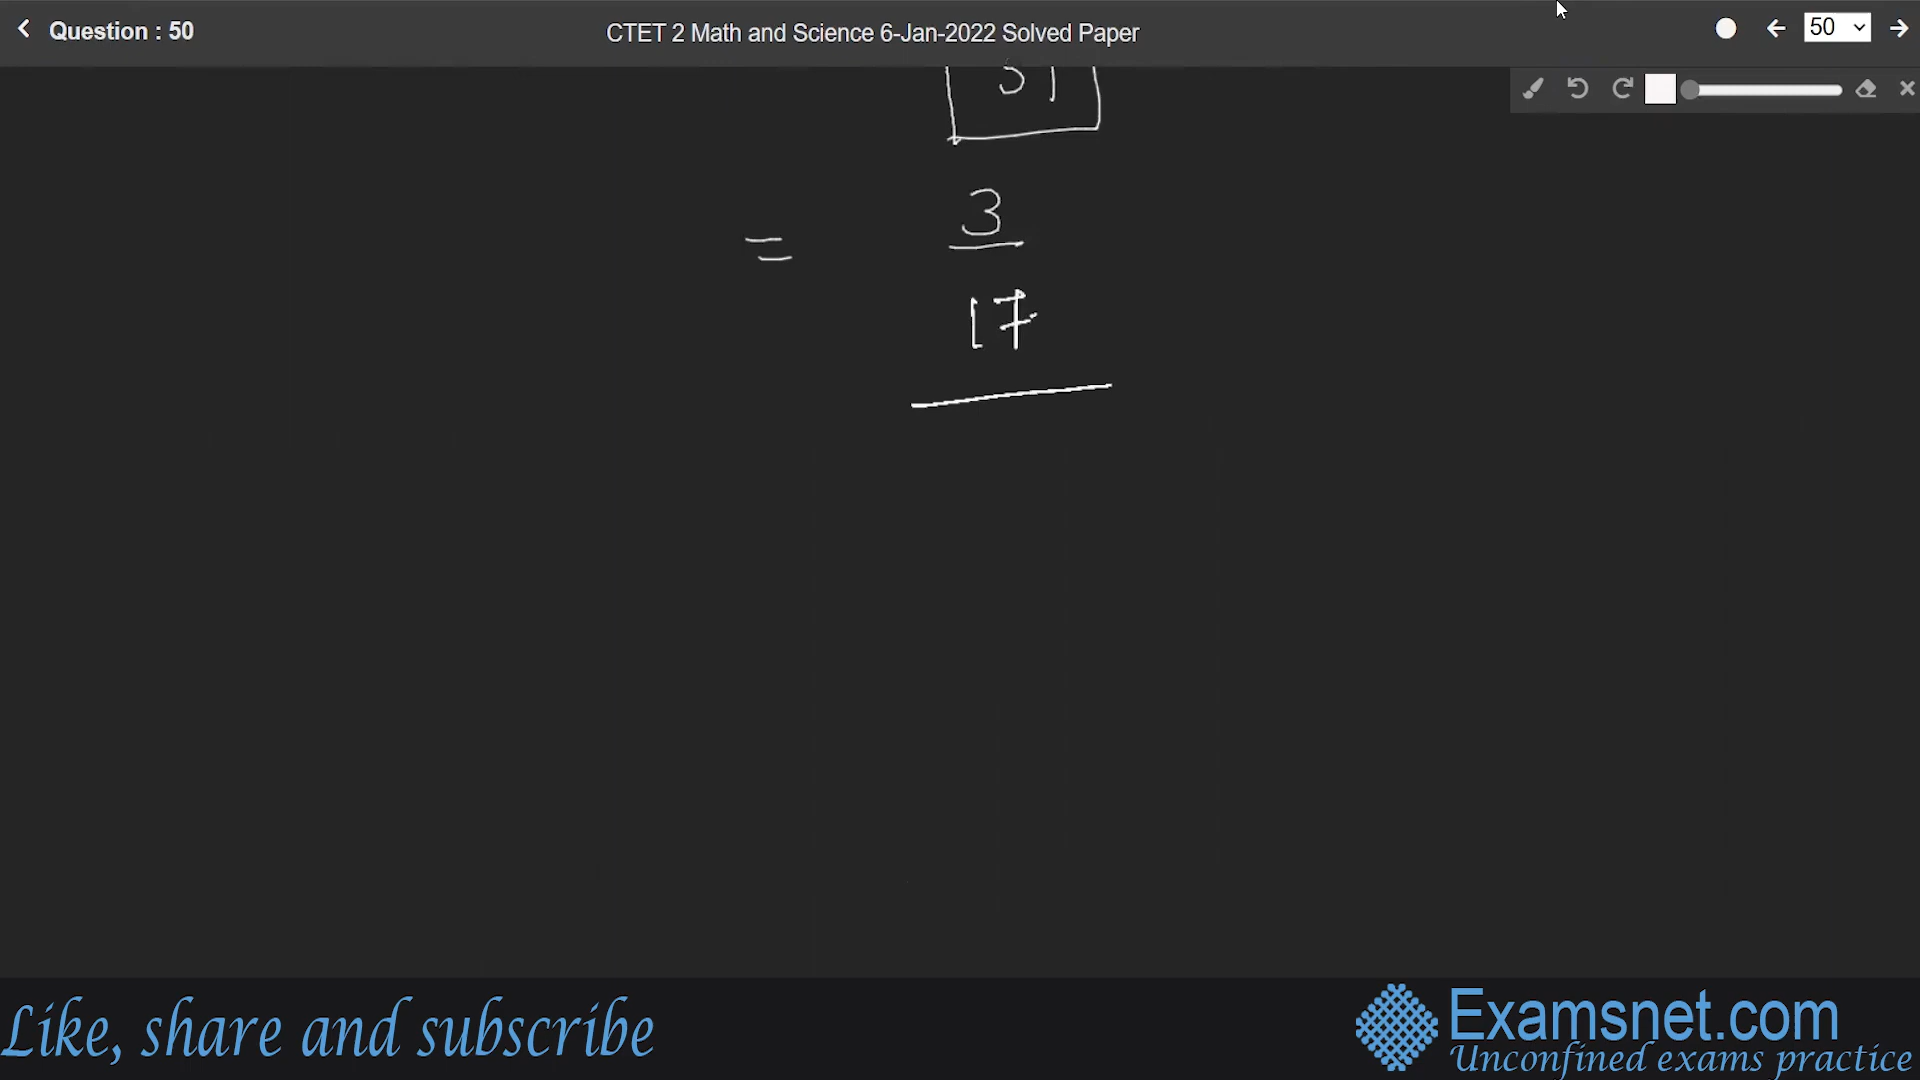 Question : 50
CTET 2 Math and Science 6-Jan-2022 Solved Paper
50
=
3
17
Like, share and subscribe
Examsnet.com
Unconfined exams practice